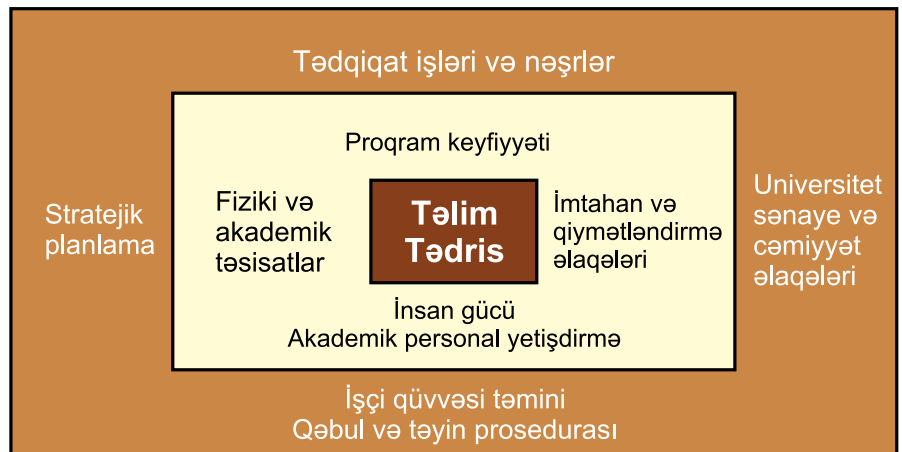 Tədqiqat işləri və nəşrlər
Proqram keyfiyyəti
Stratejik
planlama
Fiziki və
akademik
təsisatlar
Təlim
Tədris
İmtahan və
qiymətləndirmə
əlaqələri
Universitet
sənaye və
cəmiyyət
əlaqələri
İnsan gücü
Akademik personal yetişdirmə
İşçi qüvvəsi təmini
Qəbul və təyin prosedurası